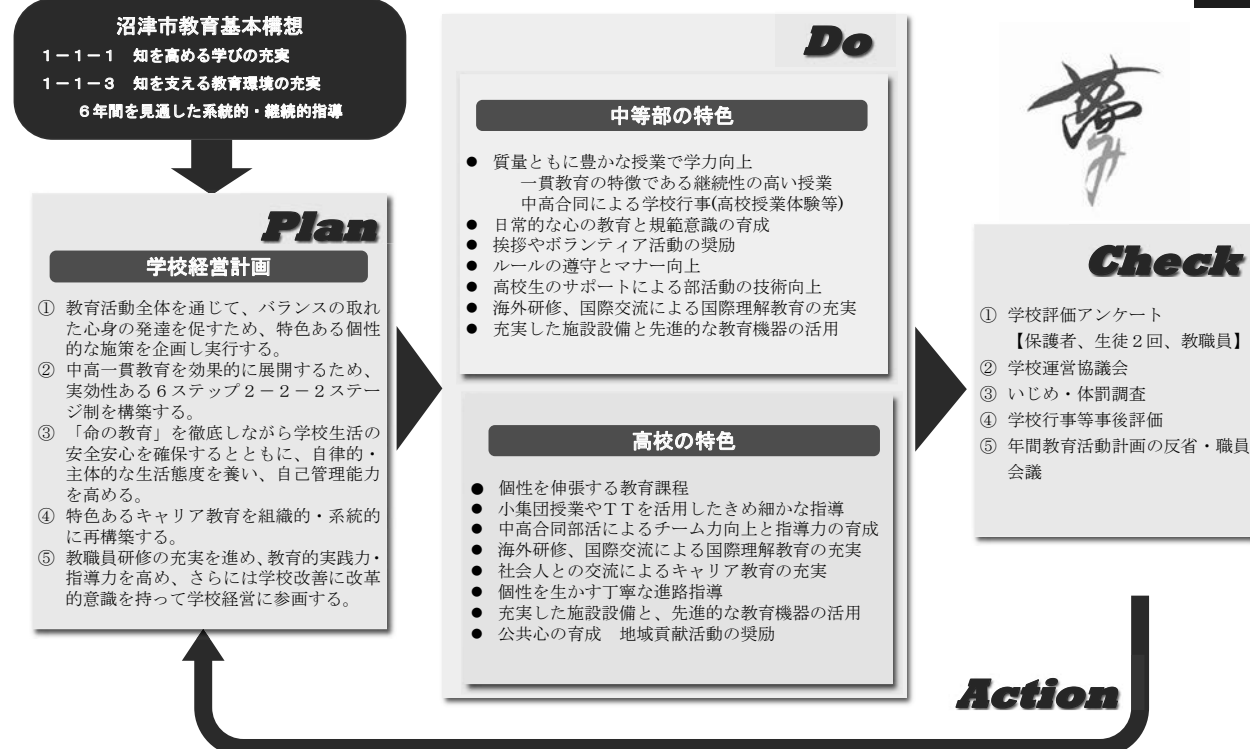 沼津市教育基本構想
１－１－１　知を高める学びの充実
１－１－３　知を支える教育環境の充実
６年間を見通した系統的・継続的指導
Plan
学校経営計画
① 教育活動全体を通じて、バランスの取れ
た心身の発達を促すため、特色ある個性
的な施策を企画し実行する。
② 中高一貫教育を効果的に展開するため、
実効性ある６ステップ２－２－２ステー
ジ制を構築する。
③ 「命の教育」を徹底しながら学校生活の
安全安心を確保するとともに、自律的・
主体的な生活態度を養い、自己管理能力
を高める。
④ 特色あるキャリア教育を組織的・系統的
に再構築する。
⑤ 教職員研修の充実を進め、教育的実践力・
指導力を高め、さらには学校改善に改革
的意識を持って学校経営に参画する。
Do
中等部の特色
● 質量ともに豊かな授業で学力向上
一貫教育の特徴である継続性の高い授業
中高合同による学校行事(高校授業体験等)
● 日常的な心の教育と規範意識の育成
● 挨拶やボランティア活動の奨励
● ルールの遵守とマナー向上
● 高校生のサポートによる部活動の技術向上
● 海外研修、国際交流による国際理解教育の充実
● 充実した施設設備と先進的な教育機器の活用
高校の特色
● 個性を伸張する教育課程
● 小集団授業やＴＴを活用したきめ細かな指導
● 中高合同部活によるチーム力向上と指導力の育成
● 海外研修、国際交流による国際理解教育の充実
● 社会人との交流によるキャリア教育の充実
● 個性を生かす丁寧な進路指導
● 充実した施設設備と、先進的な教育機器の活用
● 公共心の育成　地域貢献活動の奨励
Check
① 学校評価アンケート
【保護者、生徒２回、教職員】
② 学校運営協議会
③ いじめ・体罰調査
④ 学校行事等事後評価
⑤ 年間教育活動計画の反省・職員
会議
Action